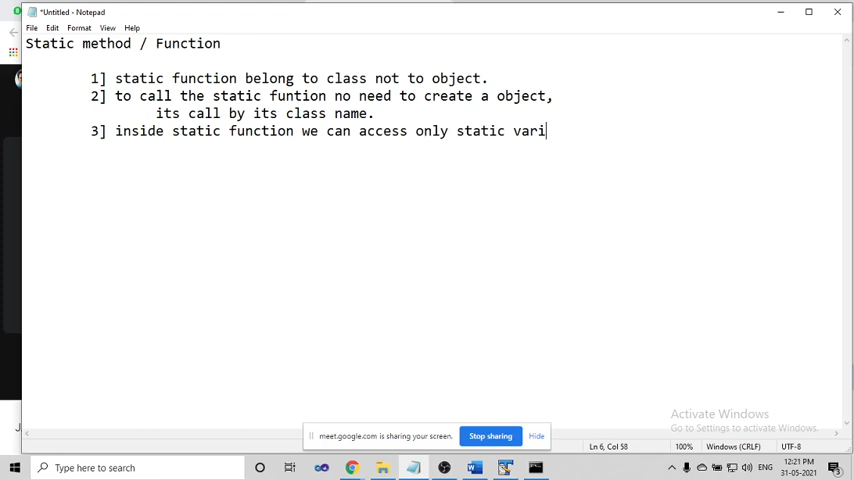 *Untitled - Notepad
File Edit Format View Help
Static method / Function
1] static function belong to class not to object.
2] to call the static funtion no need to create a object,
its call by its class name.
3] inside static function we can access only static vari
Activate Windows
Go to Settings to activate Windows.
meet.google.com is sharing your screen. Stop sharing Hide
Ln 6, Col 58 100% Windows (CRLF) UTF-8
Type here to search
ENG
12:21 PM
31-05-2021